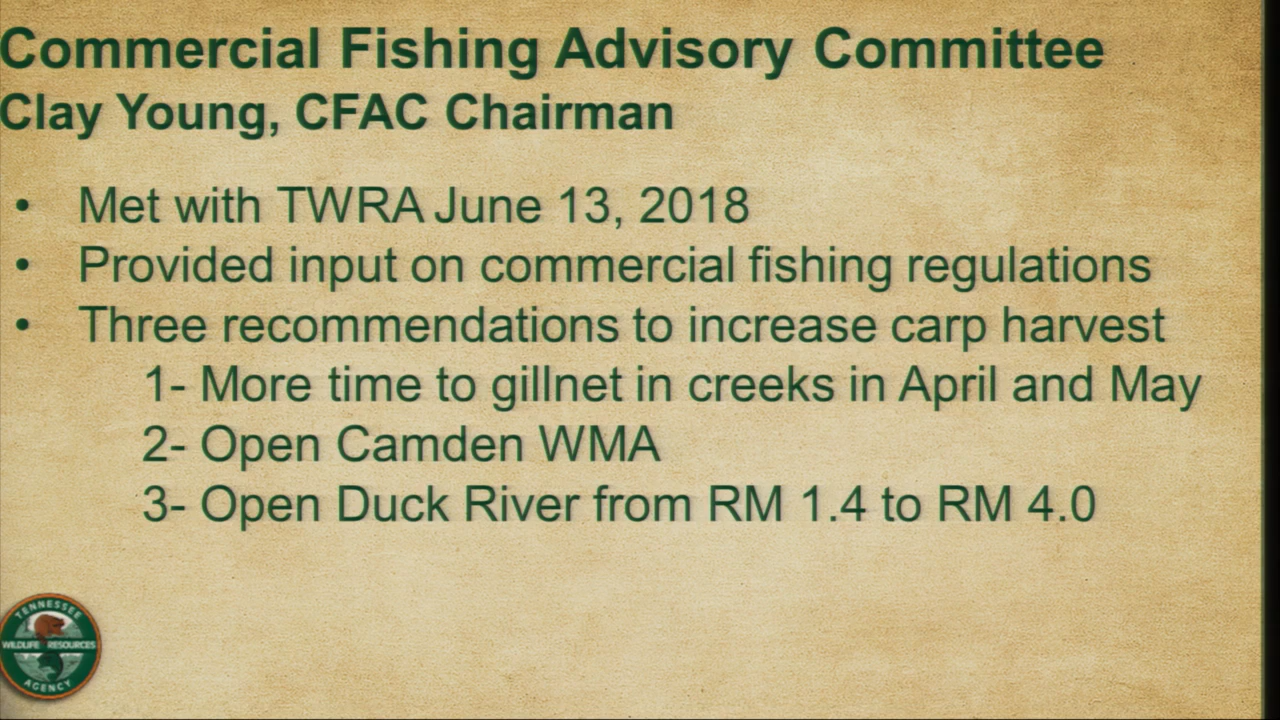 Commercial Fishing Advisory Committee
Clay Young, CFAC Chairman
• Met with TWRA June 13, 2018
• Provided input on commercial fishing regulations
• Three recommendations to increase carp harvest
1- More time to gillnet in creeks in April and May
2- Open Camden WMA
3- Open Duck River from RM 1.4 to RM 4.0
TENNESSEE
WILDLIFE RESOURCES
AGENCY